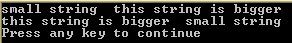 small string  this string is bigger
this string is bigger  small string
Press any key to continue